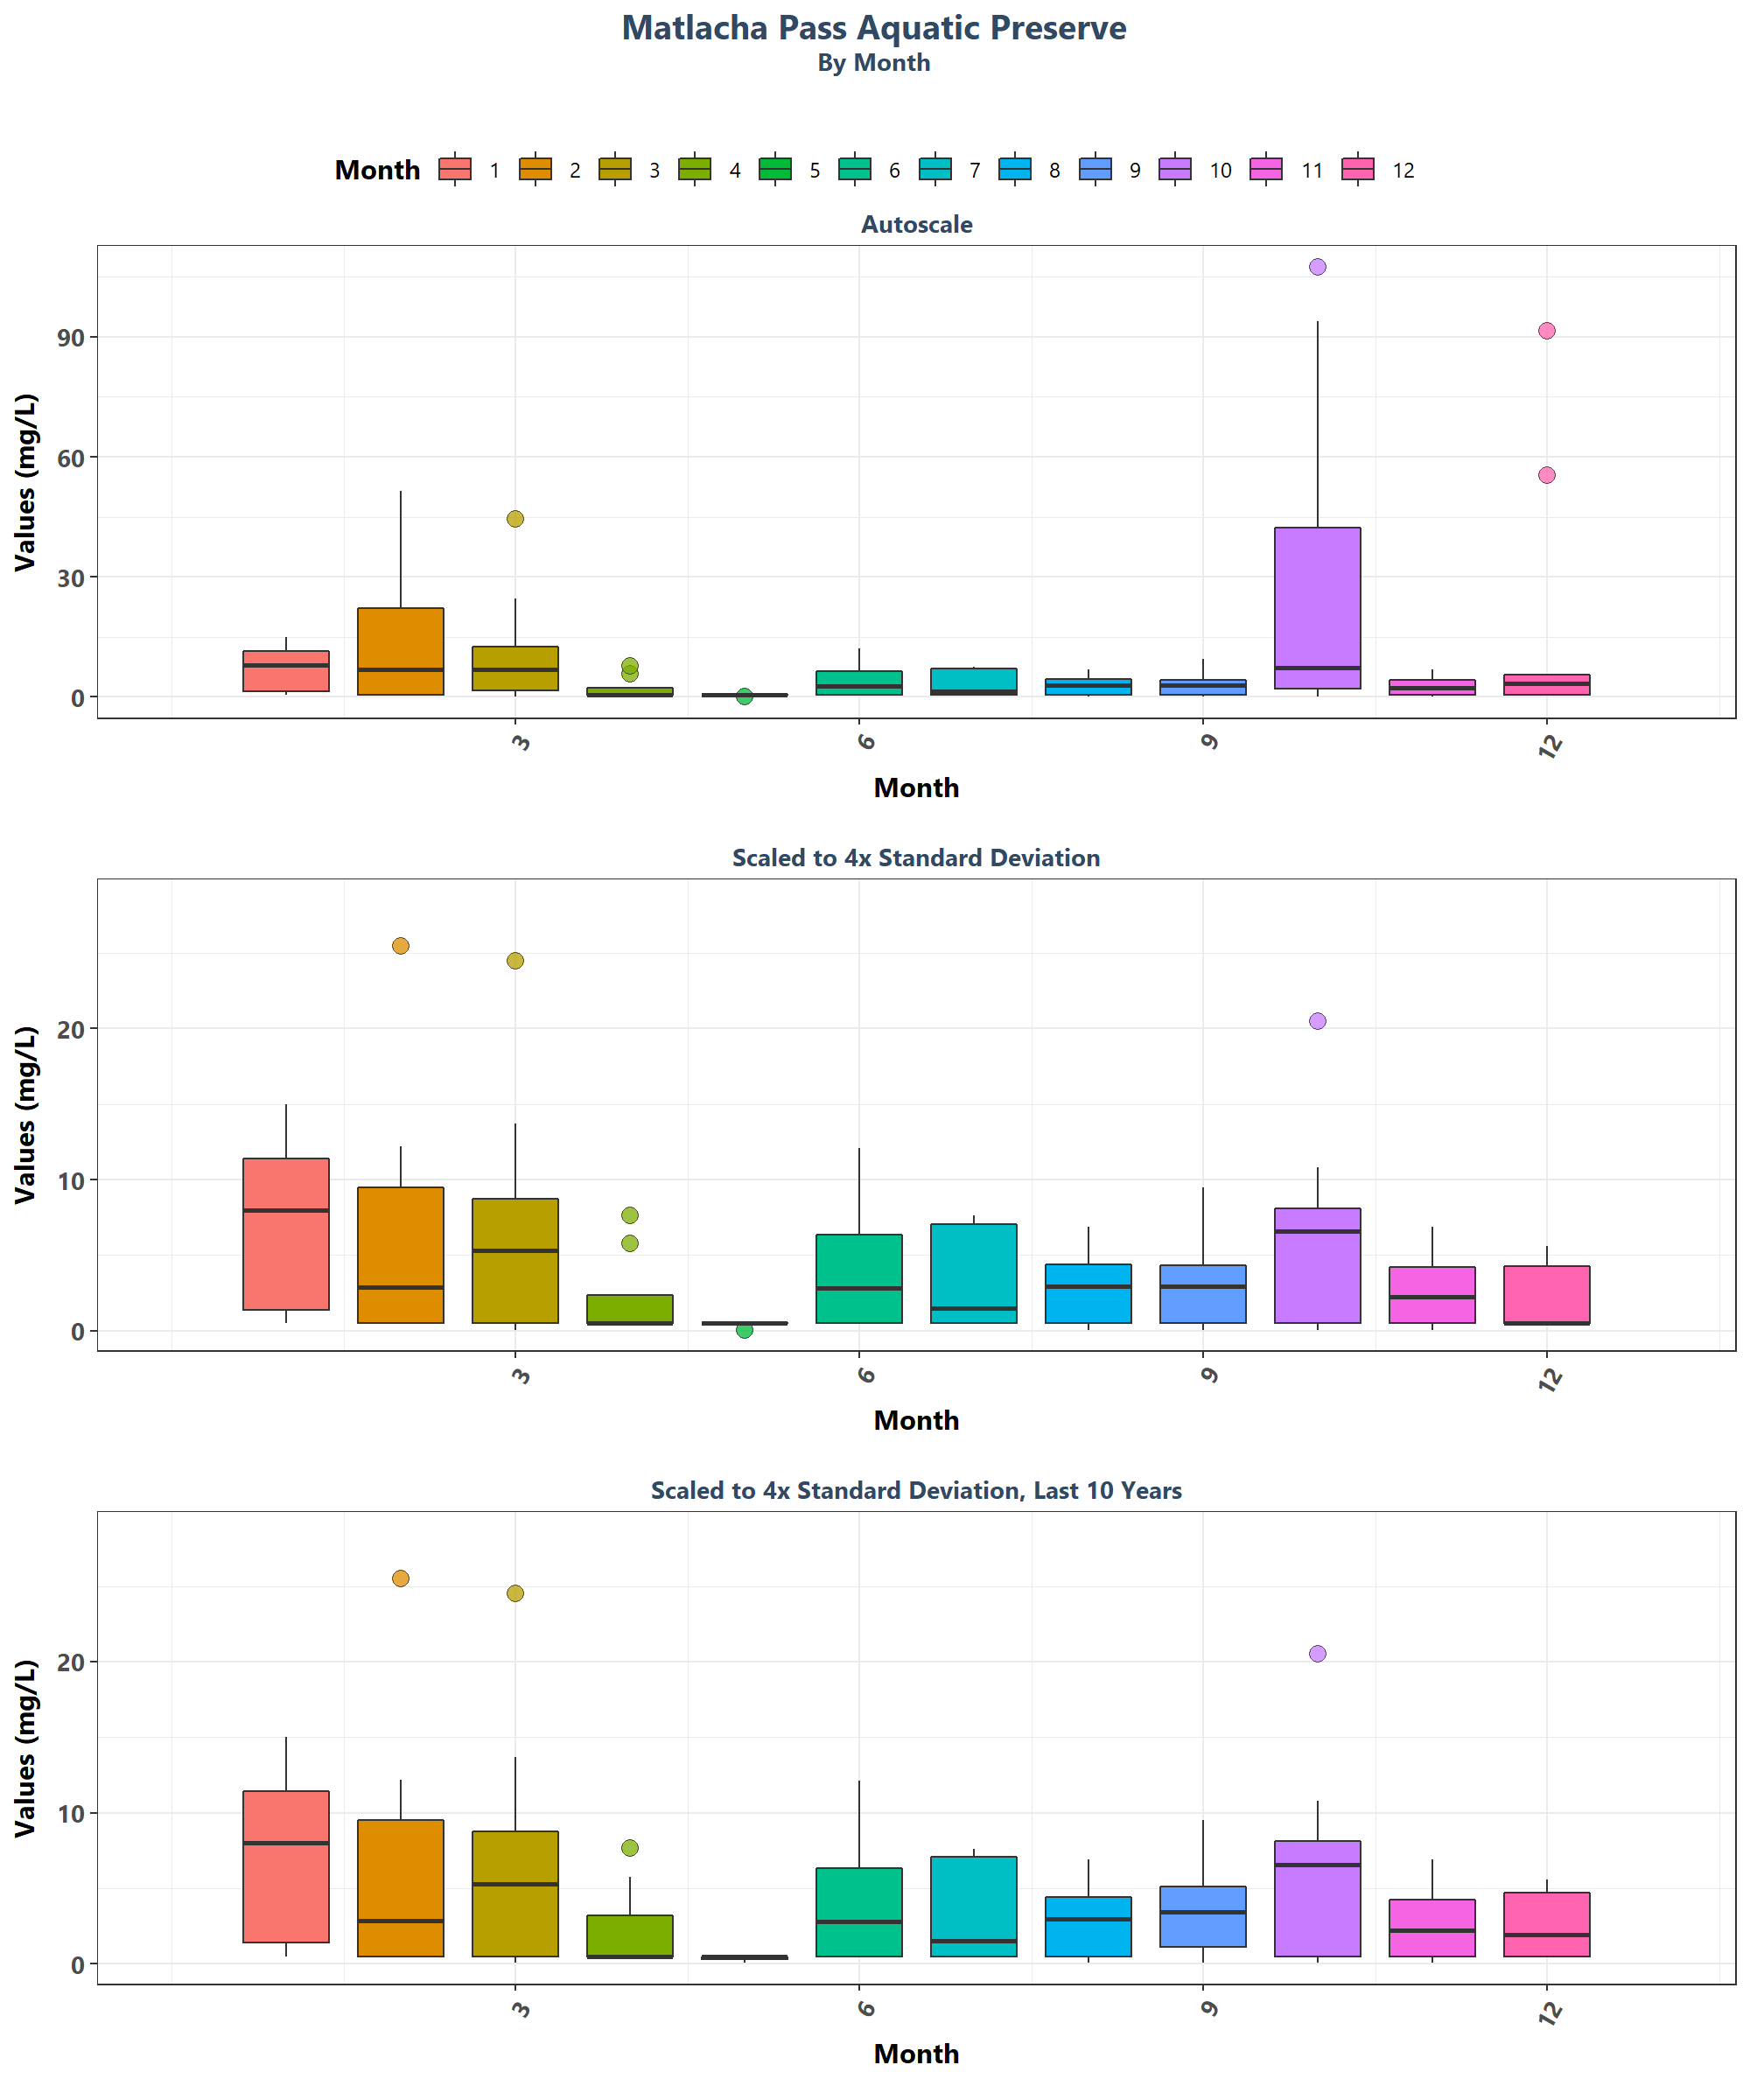 Matlacha Pass Aquatic Preserve
By Month
Month 1 2 3 4 5 6 7 8 9 10 11 12
Autoscale
Values (mg/L)
90
60
30
0
3 6 9 12
Month
Scaled to 4x Standard Deviation
Values (mg/L)
20
10
0
3 6 9 12
Month
Scaled to 4x Standard Deviation, Last 10 Years
Values (mg/L)
20
10
0
3 6 9 12
Month